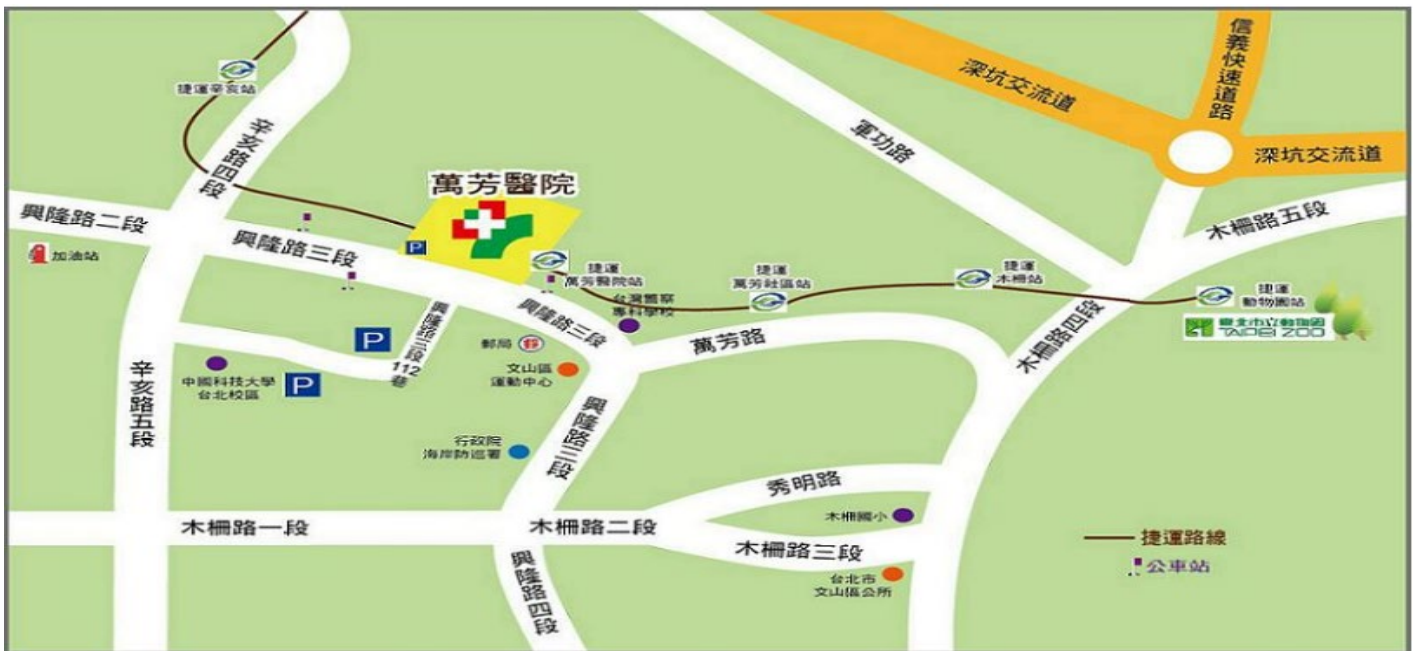 信義快速道路
深坑交流道
捷運辛亥站
軍功路
辛亥路四段
深坑交流道
萬芳醫院
興隆路二段
木柵路五段
P
興隆路三段
加油站
捷運
萬芳醫院站
捷運
萬芳社區站
捷運
木柵站
捷運
動物園站
台灣警察
專科學校
興隆路三段
興隆路三段
112
巷
臺北市立動物園
TAIPEI ZOO
P
郵局
萬芳路
木柵路四段
文山區
運動中心
中國科技大學
台北校區
P
辛亥路五段
興隆路三段
行政院
海岸防巡署
秀明路
木柵國小
木柵路一段
木柵路二段
木柵路三段
捷運路線
公車站
台北市
文山區公所
興隆路四段